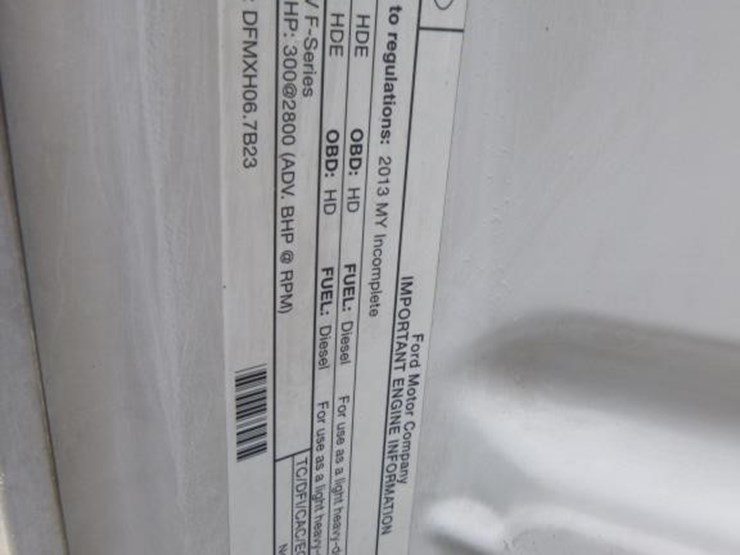 Ford Motor Company
IMPORTANT ENGINE INFORMATION
to regulations: 2013 MY Incomplete
HDE OBD: HD FUEL: Diesel For use as a light heavy-d
HDE OBD: HD FUEL: Diesel For use as a light heavy-
/ F-Series
HP: 300@2800 (ADV. BHP @ RPM)
TC/DFI/CAC/EG
: DFMXH06.7B23